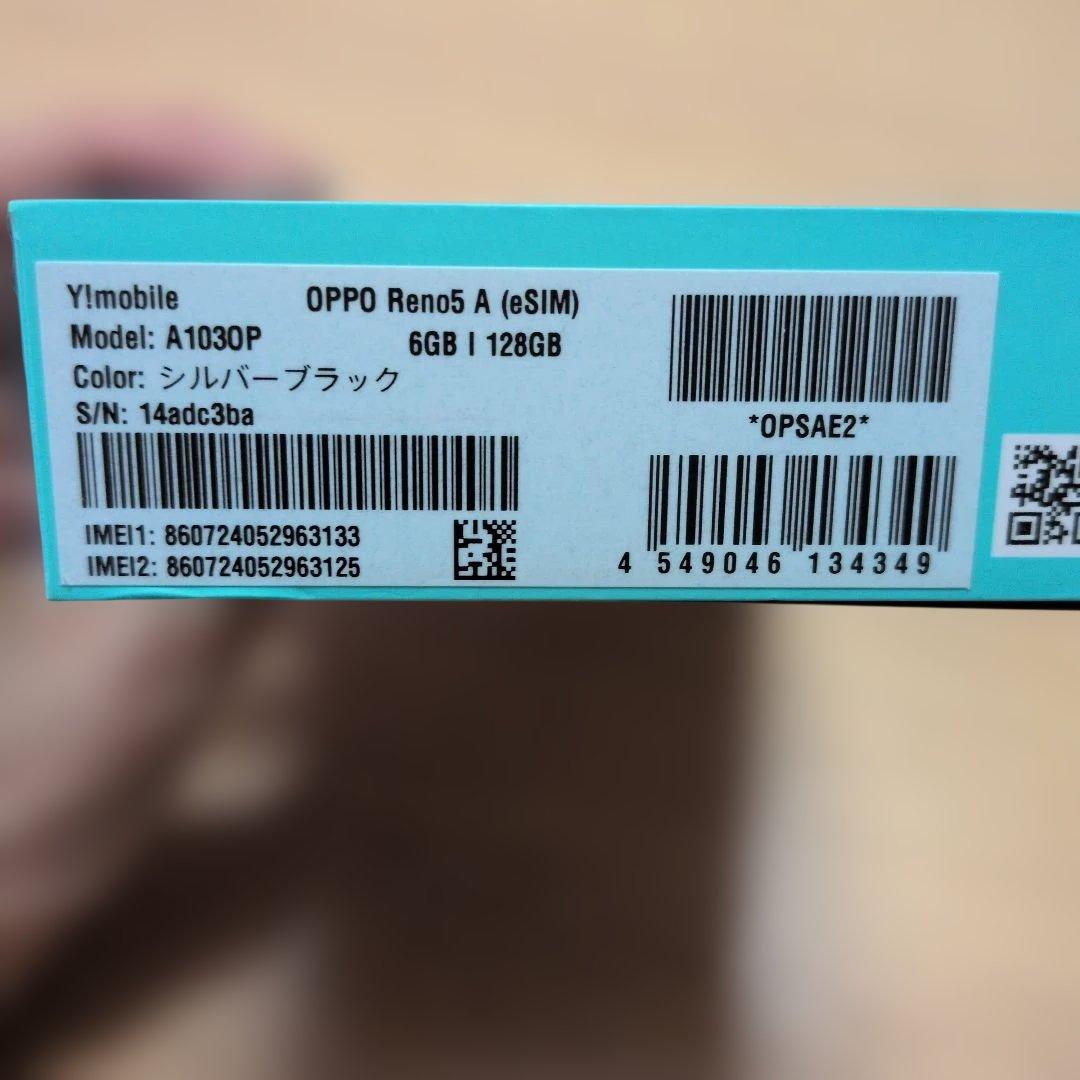 Y!mobile OPPO Reno5 A (eSIM)
Model: A103OP 6GB | 128GB
Color: シルバーブラック
S/N: 14adc3ba
*OPSAE2*
IMEI1: 860724052963133
IMEI2: 860724052963125
4 549046 134349